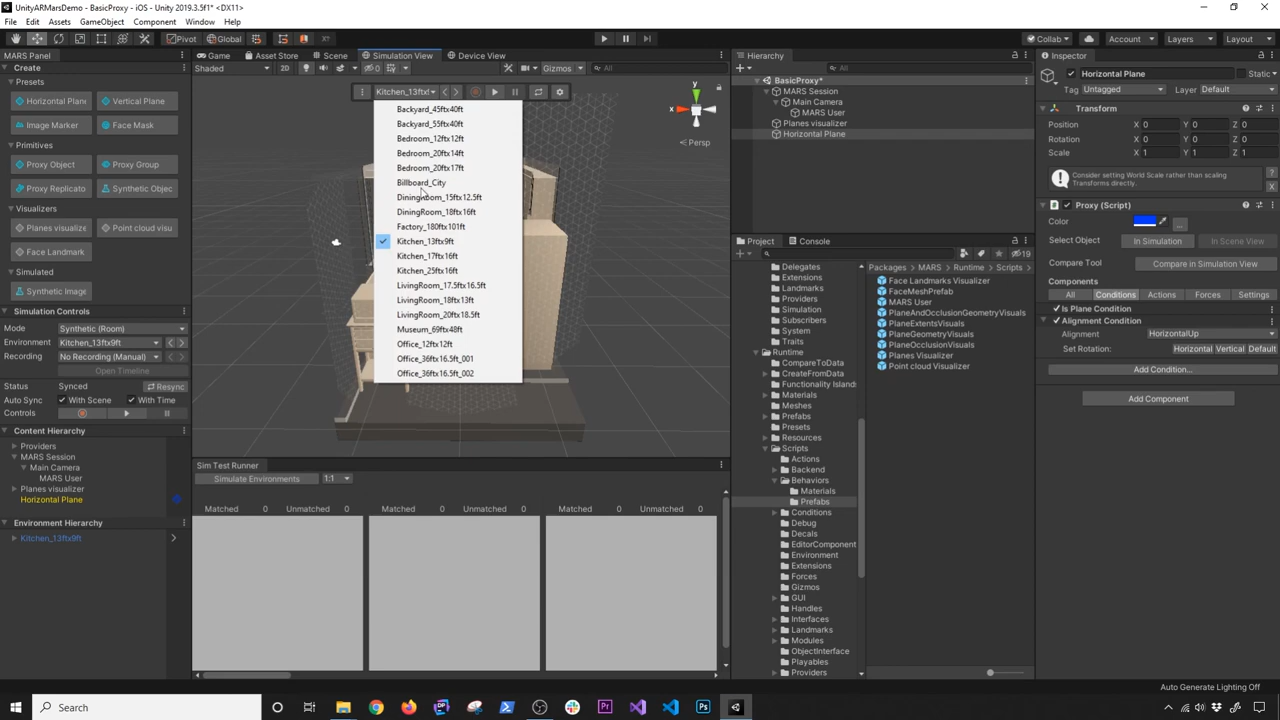 UnityARMarsDemo - BasicProxy - iOS - Unity 2019.3.5f1* <DX11>
File Edit Assets GameObject Component Window Help
Pivot Global Collab Account Layers Layout
MARS Panel
Create
Presets
Horizontal Plane Vertical Plane
Image Marker Face Mask
Primitives
Proxy Object Proxy Group
Proxy Replicato Synthetic Objec
Visualizers
Planes visualize Point cloud visu
Face Landmark
Simulated
Synthetic Image
Simulation Controls
Mode Synthetic (Room)
Environment Kitchen_13ftx9ft
Recording No Recording (Manual)
Open Timeline
Status Synced Resync
Auto Sync With Scene With Time
Controls
Content Hierarchy
Providers
MARS Session
Main Camera
MARS User
Planes visualizer
Horizontal Plane
Environment Hierarchy
Kitchen_13ftx9ft
Game Asset Store Scene Simulation View Device View
Shaded 2D 0 Gizmos All
Kitchen_13ftx
Backyard_45ftx40ft
Backyard_55ftx40ft
Bedroom_12ftx12ft
Bedroom_20ftx14ft
Bedroom_20ftx17ft
Billboard_City
DiningRoom_15ftx12.5ft
DiningRoom_18ftx16ft
Factory_180ftx101ft
Kitchen_13ftx9ft
Kitchen_17ftx16ft
Kitchen_25ftx16ft
LivingRoom_17.5ftx16.5ft
LivingRoom_18ftx13ft
LivingRoom_20ftx18.5ft
Museum_69ftx48ft
Office_12ftx12ft
Office_36ftx16.5ft_001
Office_36ftx16.5ft_002
y
x
Persp
Sim Test Runner
Simulate Environments 1:1
Matched 0 Unmatched 0 Matched 0 Unmatched 0 Matched 0 Unmatched 0
Hierarchy
All
BasicProxy*
MARS Session
Main Camera
MARS User
Planes visualizer
Horizontal Plane
Project Console
19
Delegates
Extensions
Landmarks
Providers
Simulation
Subscribers
System
Traits
Runtime
CompareToData
CreateFromData
Functionality Islands
Materials
Meshes
Prefabs
Presets
Resources
Scripts
Actions
Backend
Behaviors
Materials
Prefabs
Conditions
Debug
Decals
EditorComponent
Environment
Extensions
Forces
Gizmos
GUI
Handles
Interfaces
Landmarks
Modules
ObjectInterface
Playables
Providers
Packages > MARS > Runtime > Scripts >
Face Landmarks Visualizer
FaceMeshPrefab
MARS User
PlaneAndOcclusionGeometryVisuals
PlaneExtentsVisuals
PlaneGeometryVisuals
PlaneOcclusionVisuals
Planes Visualizer
Point cloud Visualizer
Inspector
Horizontal Plane Static
Tag Untagged Layer Default
Transform
Position X 0 Y 0 Z 0
Rotation X 0 Y 0 Z 0
Scale X 1 Y 1 Z 1
Consider setting World Scale rather than scaling
Transforms directly.
Proxy (Script)
Color ...
Select Object In Simulation In Scene View
Compare Tool Compare in Simulation View
Components
All Conditions Actions Forces Settings
Is Plane Condition
Alignment Condition
Alignment HorizontalUp
Set Rotation: Horizontal Vertical Default
Add Condition...
Add Component
Auto Generate Lighting Off
Search